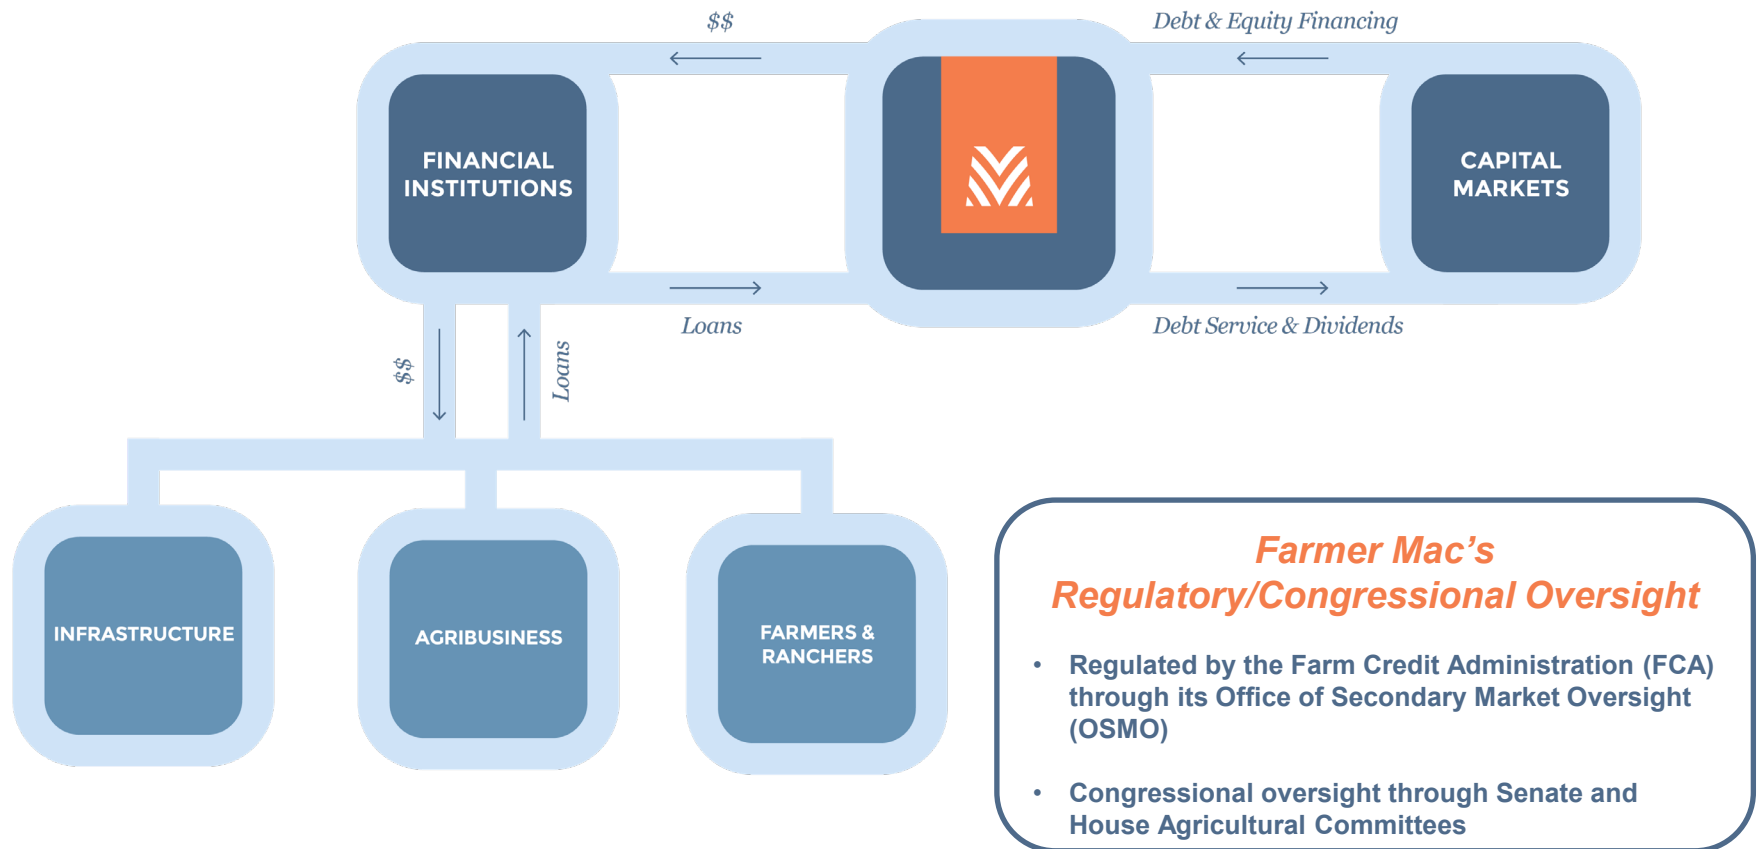 $$
Debt & Equity Financing
FINANCIAL
INSTITUTIONS
CAPITAL
MARKETS
Loans
Debt Service & Dividends
$$
Loans
INFRASTRUCTURE
AGRIBUSINESS
FARMERS &
RANCHERS
Farmer Mac’s
Regulatory/Congressional Oversight
• Regulated by the Farm Credit Administration (FCA)
through its Office of Secondary Market Oversight
(OSMO)
• Congressional oversight through Senate and
House Agricultural Committees